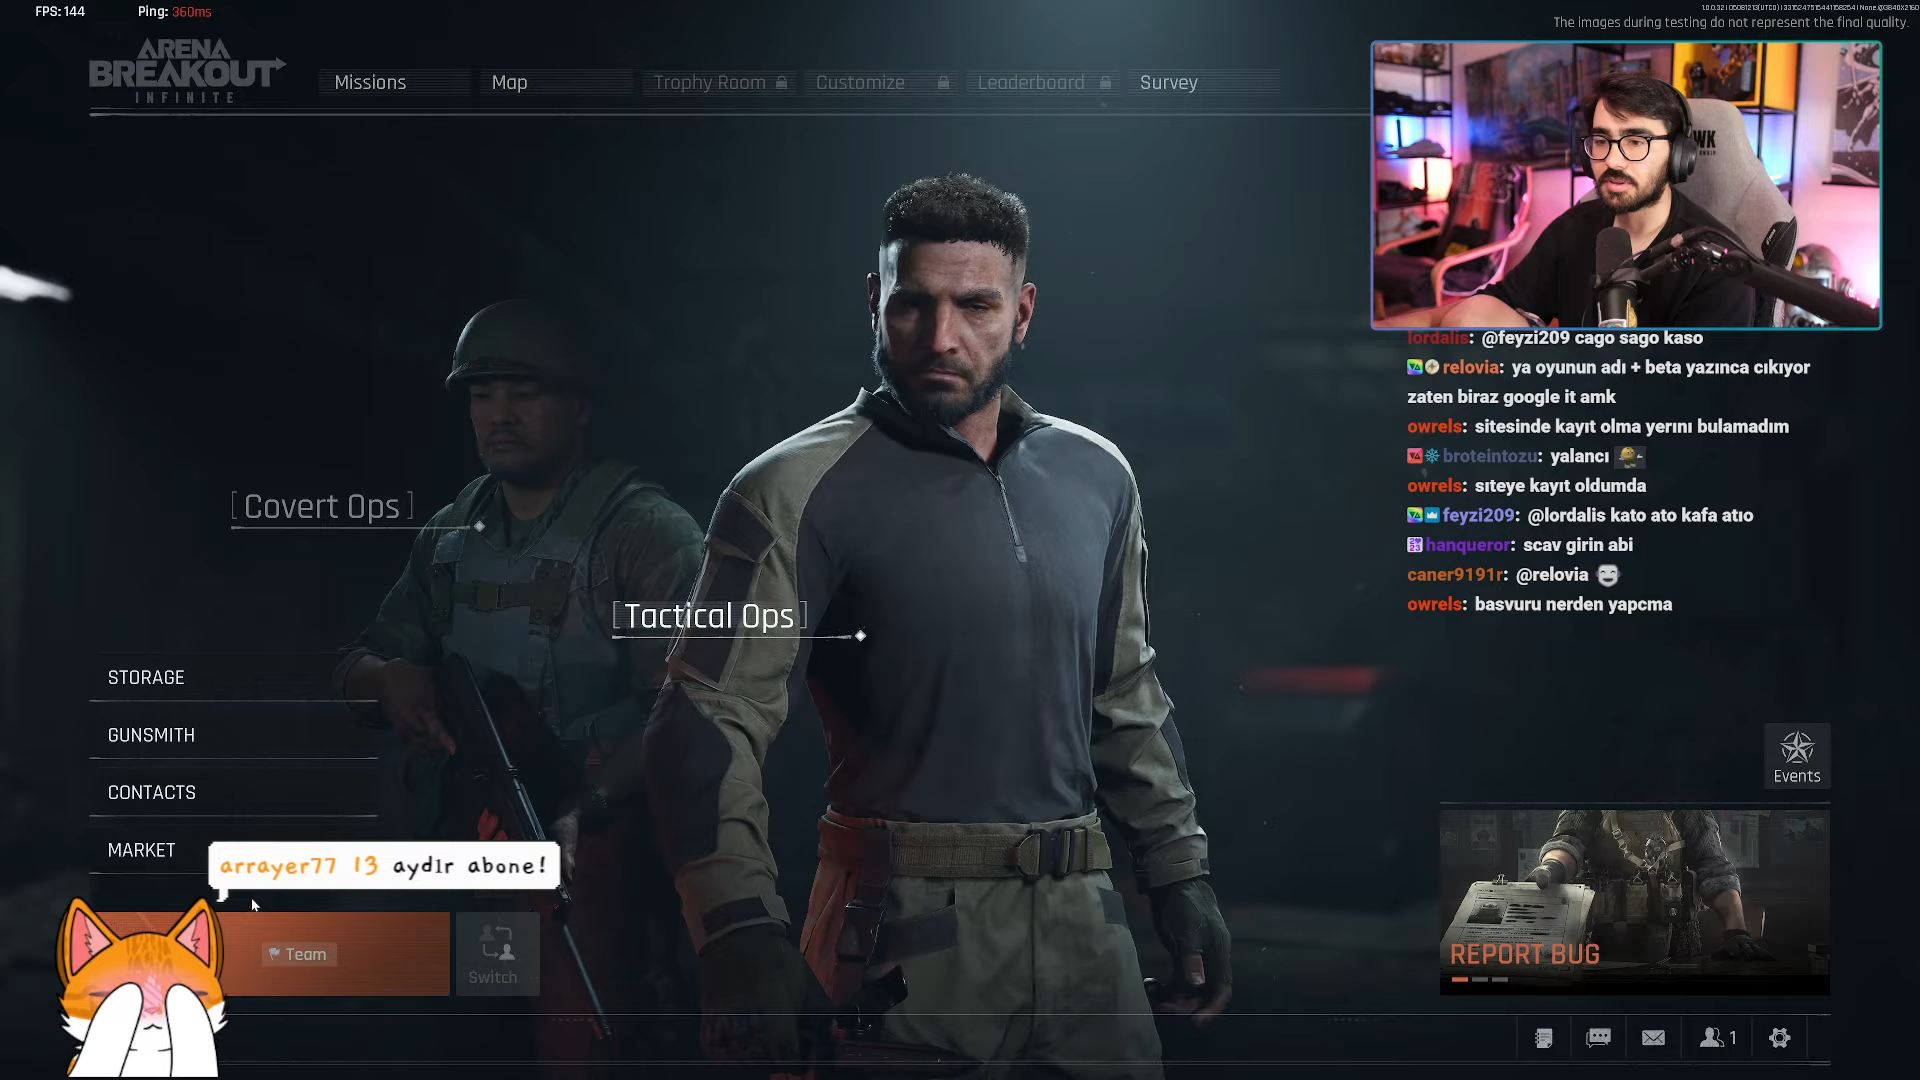 FPS: 144
Ping: 360ms
The images during testing do not represent the final quality.
ARENA
BREAKOUT
INFINITE
Missions
Map
Trophy Room
Customize
Leaderboard
Survey
WK
lordalis: @feyzi209 cago sago kaso
relovia: ya oyunun adı + beta yazınca cıkıyor
zaten biraz google it amk
owrels: sitesinde kayıt olma yerını bulamadım
broteintozu: yalancı
owrels: sıteye kayıt oldumda
feyzi209: @lordalis kato ato kafa atıo
hanqueror: scav girin abi
caner9191r: @relovia
owrels: basvuru nerden yapcma
[Covert Ops]
[Tactical Ops]
STORAGE
GUNSMITH
CONTACTS
MARKET
arrayer77 13 aydır abone!
Team
Switch
Events
REPORT BUG
1